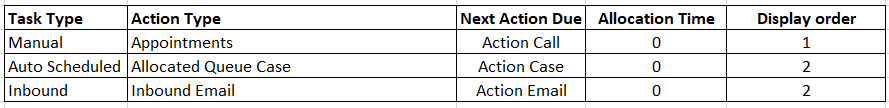 Task Type Action Type Next Action Due Allocation Time Display order
Manual Appointments Action Call 0 1
Auto Scheduled Allocated Queue Case Action Case 0 2
Inbound Inbound Email Action Email 0 2